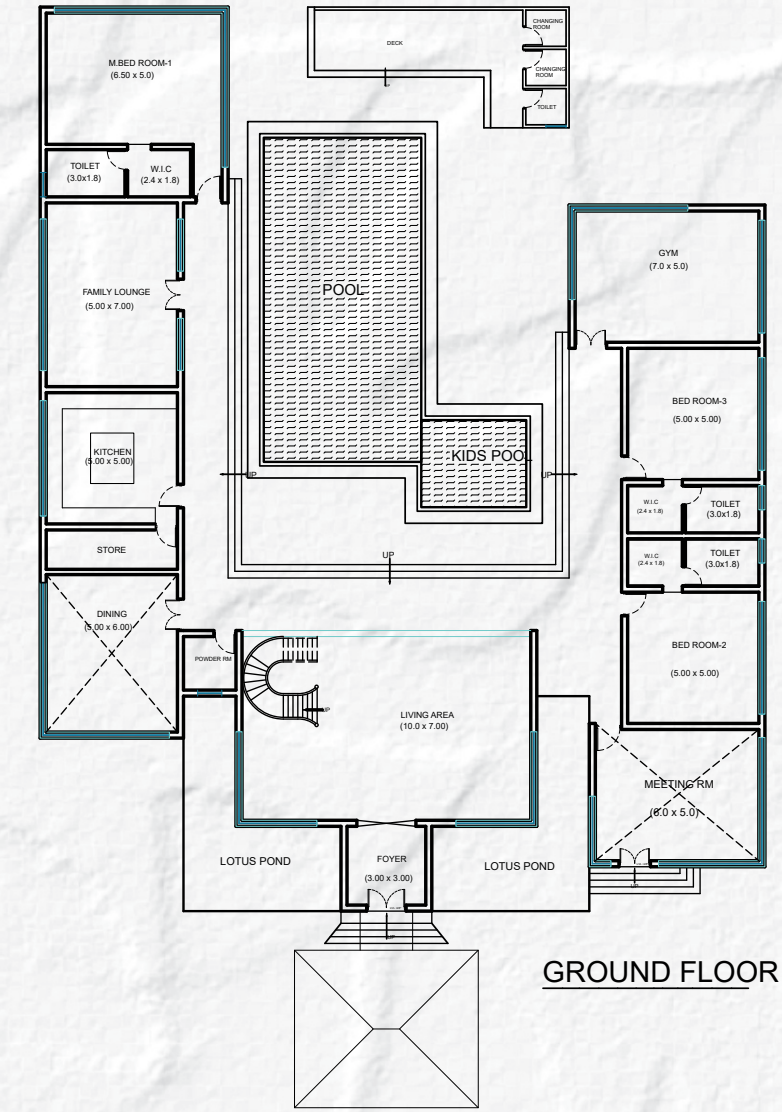 CHANGING
ROOM
DECK
CHANGING
ROOM
UP
TOILET
M.BED ROOM-1
(6.50 x 5.0)
TOILET
(3.0x1.8)
W.I.C
(2.4 x 1.8)
GYM
(7.0 x 5.0)
FAMILY LOUNGE
(5.00 x 7.00)
POOL
BED ROOM-3
(5.00 x 5.00)
KITCHEN
(5.00 x 5.00)
KIDS POOL
UP
UP
W.I.C
(2.4 x 1.8)
TOILET
(3.0x1.8)
STORE
UP
W.I.C
(2.4 x 1.8)
TOILET
(3.0x1.8)
DINING
(5.00 x 6.00)
POWDER RM
BED ROOM-2
(5.00 x 5.00)
UP
LIVING AREA
(10.0 x 7.00)
MEETING RM
(6.0 x 5.0)
LOTUS POND
FOYER
(3.00 x 3.00)
LOTUS POND
UP
UP
GROUND FLOOR